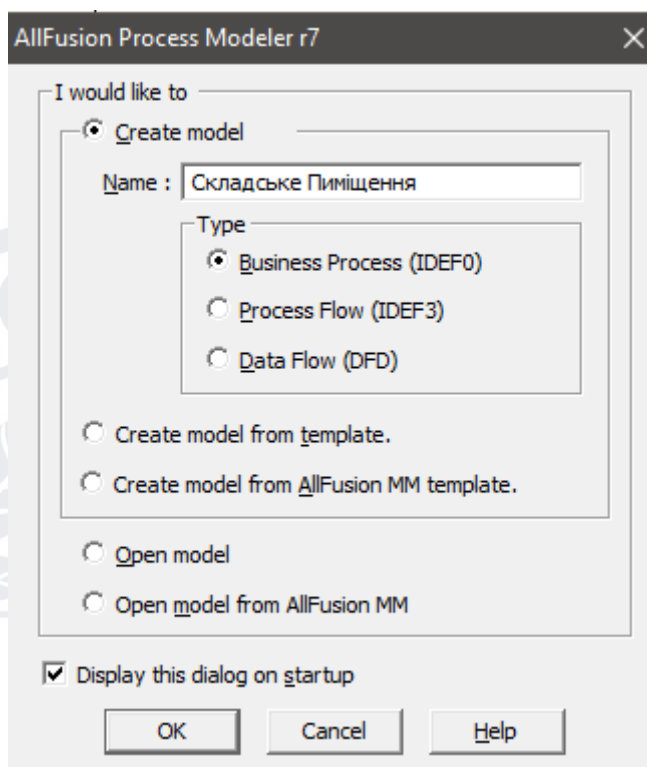 AllFusion Process Modeler r7
I would like to
Create model
Name : Складське Пиміщення
Type
Business Process (IDEF0)
Process Flow (IDEF3)
Data Flow (DFD)
Create model from template.
Create model from AllFusion MM template.
Open model
Open model from AllFusion MM
Display this dialog on startup
OK Cancel Help